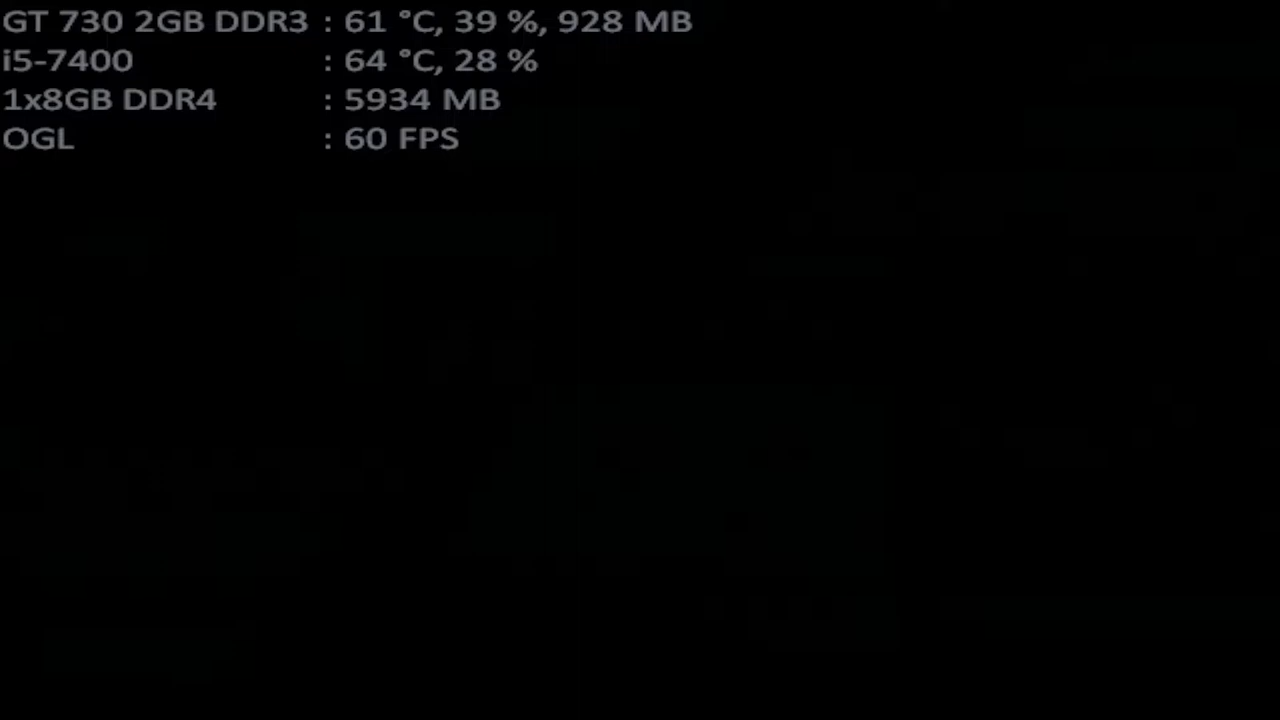 GT 730 2GB DDR3 : 61 °C, 39 %, 928 MB
i5-7400 : 64 °C, 28 %
1x8GB DDR4 : 5934 MB
OGL : 60 FPS